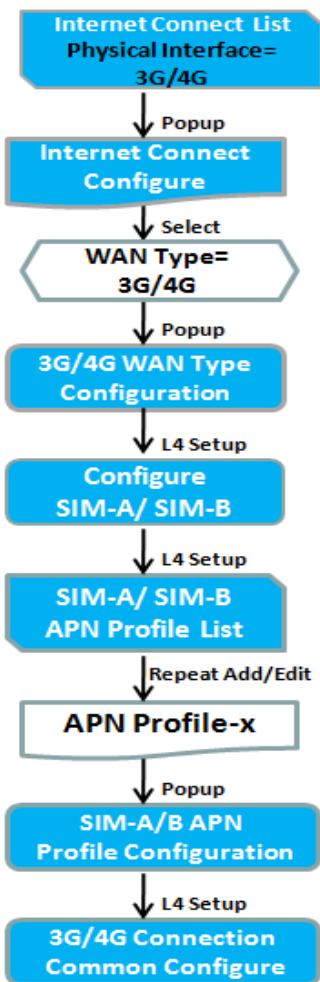 Internet Connect List
Physical Interface=
3G/4G
Popup
Internet Connect
Configure
Select
WAN Type=
3G/4G
Popup
3G/4G WAN Type
Configuration
L4 Setup
Configure
SIM-A/ SIM-B
L4 Setup
SIM-A/ SIM-B
APN Profile List
Repeat Add/Edit
APN Profile-x
Popup
SIM-A/B APN
Profile Configuration
L4 Setup
3G/4G Connection
Common Configure